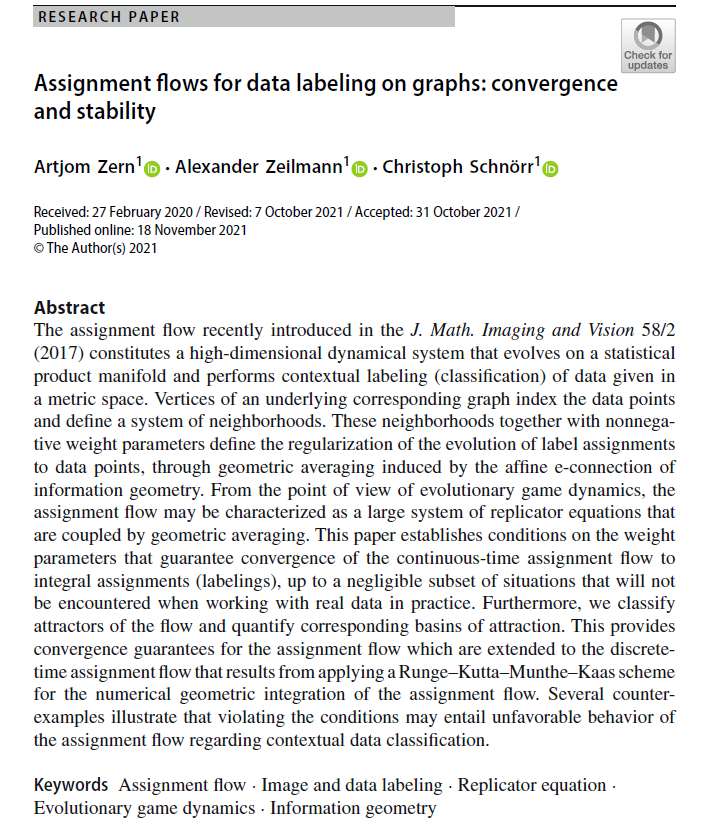 RESEARCH PAPER
Check for
updates
Assignment flows for data labeling on graphs: convergence
and stability
Artjom Zern¹ iD · Alexander Zeilmann¹ iD · Christoph Schnörr¹ iD
Received: 27 February 2020 / Revised: 7 October 2021 / Accepted: 31 October 2021 /
Published online: 18 November 2021
© The Author(s) 2021
Abstract
The assignment flow recently introduced in the J. Math. Imaging and Vision 58/2
(2017) constitutes a high-dimensional dynamical system that evolves on a statistical
product manifold and performs contextual labeling (classification) of data given in
a metric space. Vertices of an underlying corresponding graph index the data points
and define a system of neighborhoods. These neighborhoods together with nonnega-
tive weight parameters define the regularization of the evolution of label assignments
to data points, through geometric averaging induced by the affine e-connection of
information geometry. From the point of view of evolutionary game dynamics, the
assignment flow may be characterized as a large system of replicator equations that
are coupled by geometric averaging. This paper establishes conditions on the weight
parameters that guarantee convergence of the continuous-time assignment flow to
integral assignments (labelings), up to a negligible subset of situations that will not
be encountered when working with real data in practice. Furthermore, we classify
attractors of the flow and quantify corresponding basins of attraction. This provides
convergence guarantees for the assignment flow which are extended to the discrete-
time assignment flow that results from applying a Runge–Kutta–Munthe–Kaas scheme
for the numerical geometric integration of the assignment flow. Several counter-
examples illustrate that violating the conditions may entail unfavorable behavior of
the assignment flow regarding contextual data classification.
Keywords Assignment flow · Image and data labeling · Replicator equation ·
Evolutionary game dynamics · Information geometry